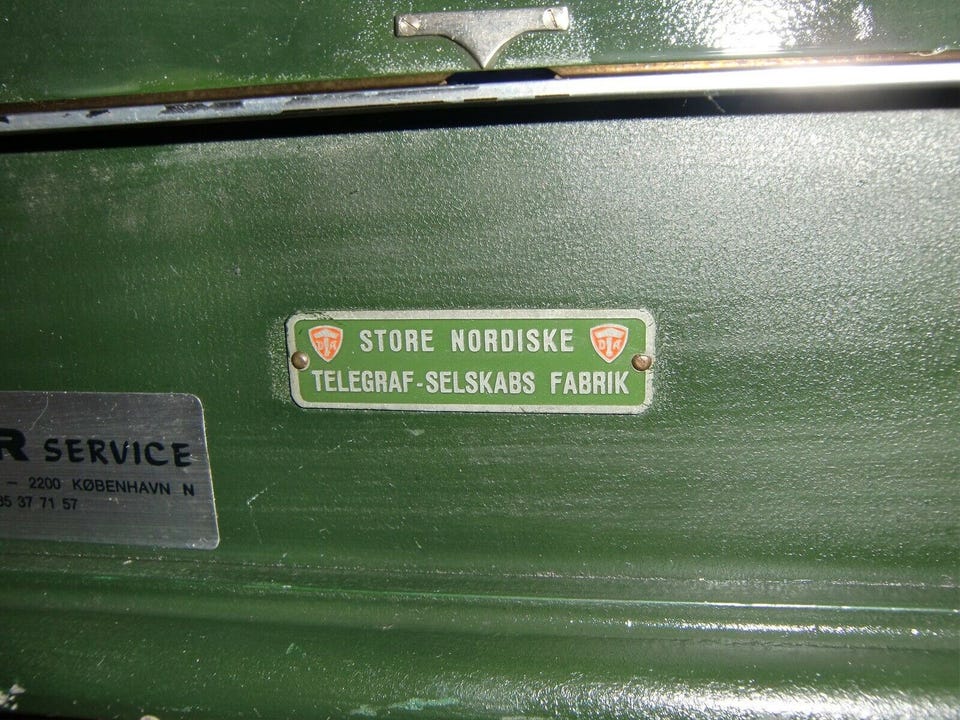 STORE NORDISKE
TELEGRAF-SELSKABS FABRIK
R SERVICE
- 2200 KØBENHAVN N
35 37 71 57